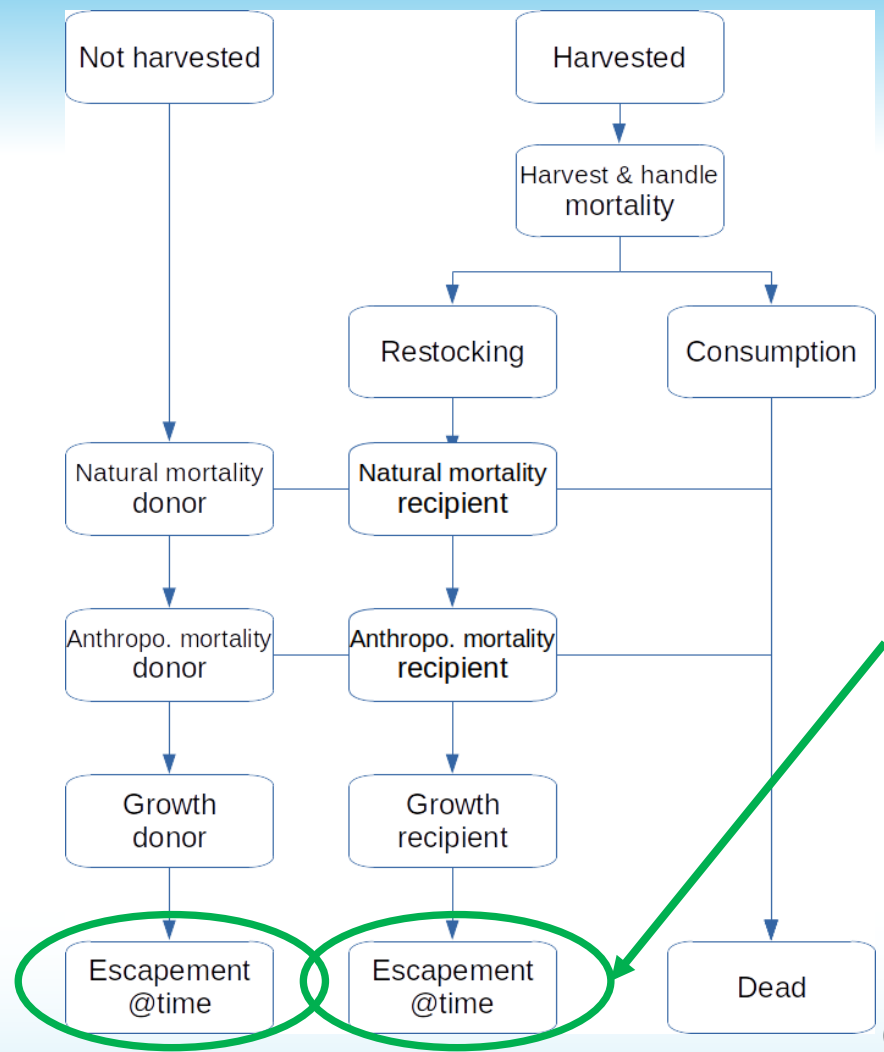 Not harvested
Harvested
Harvest & handle
mortality
Restocking
Consumption
Natural mortality
donor
Natural mortality
recipient
Anthropo. mortality
donor
Anthropo. mortality
recipient
Growth
donor
Growth
recipient
Escapement
@time
Escapement
@time
Dead